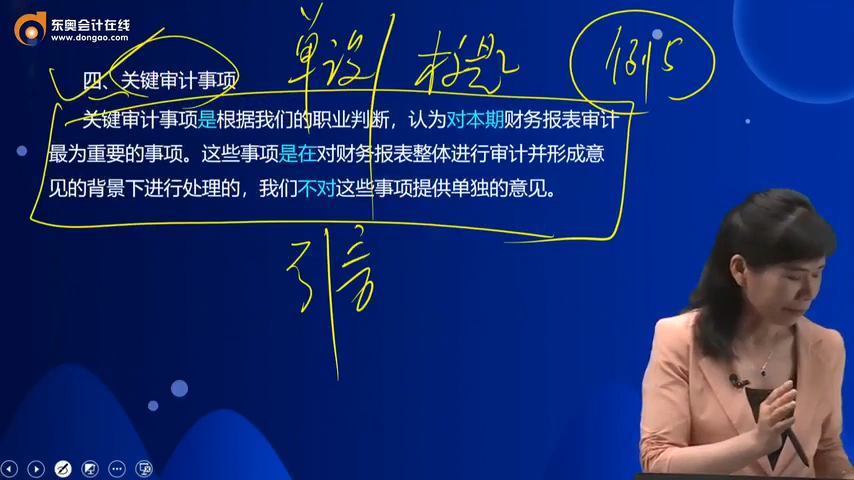 东奥会计在线
www.dongao.com
单设 标题 例5
四、关键审计事项
关键审计事项是根据我们的职业判断，认为对本期财务报表审计
最为重要的事项。这些事项是在对财务报表整体进行审计并形成意
见的背景下进行处理的，我们不对这些事项提供单独的意见。
引言